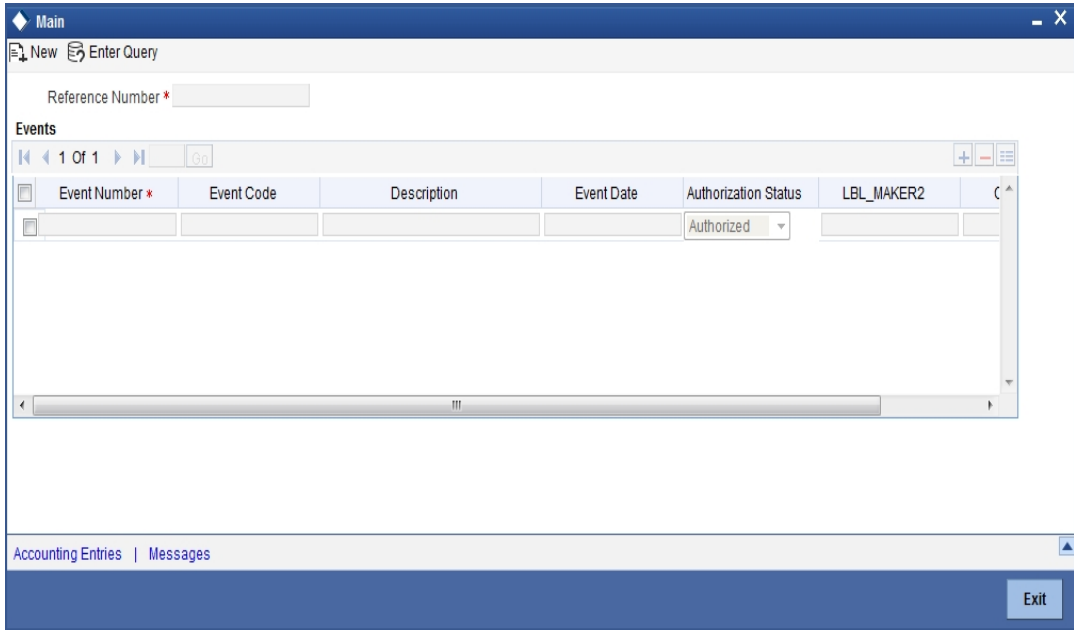 Main
New Enter Query
Reference Number *
Events
1 Of 1 Go
Event Number * Event Code Description Event Date Authorization Status LBL_MAKER2 C
Authorized
Accounting Entries | Messages
Exit